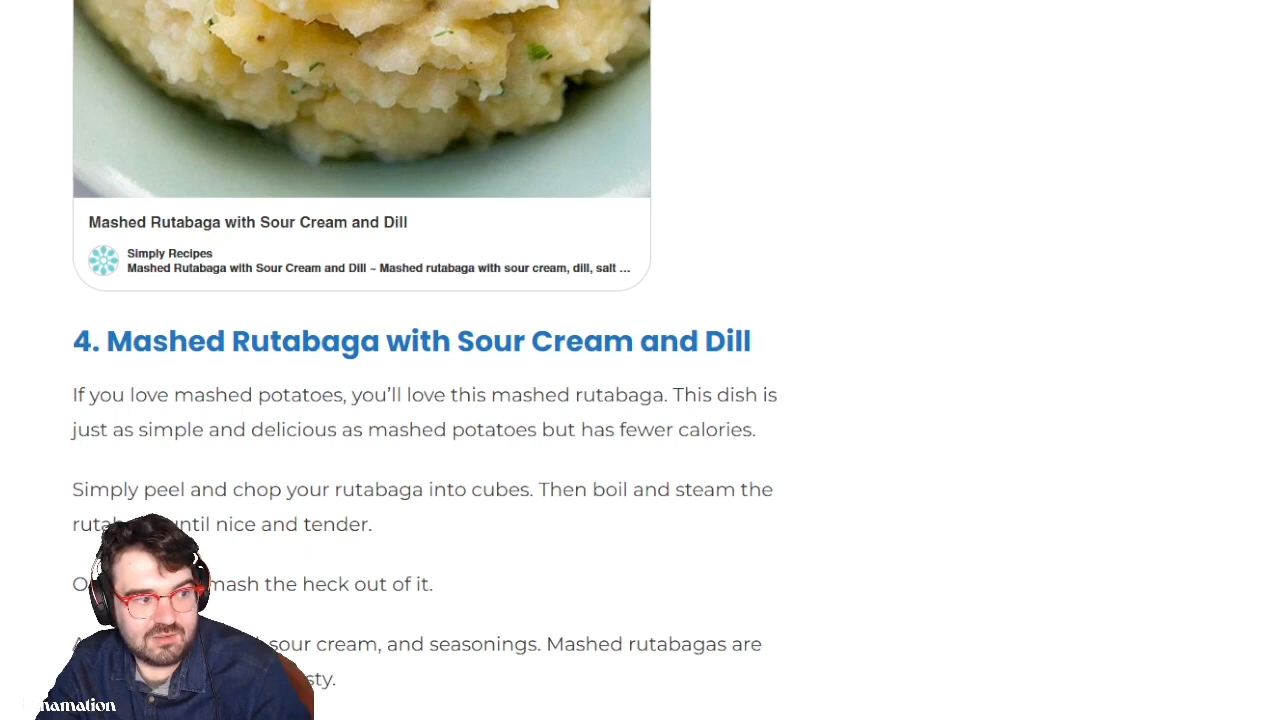 Mashed Rutabaga with Sour Cream and Dill
Simply Recipes
Mashed Rutabaga with Sour Cream and Dill ~ Mashed rutabaga with sour cream, dill, salt ...
4. Mashed Rutabaga with Sour Cream and Dill
If you love mashed potatoes, you'll love this mashed rutabaga. This dish is
just as simple and delicious as mashed potatoes but has fewer calories.
Simply peel and chop your rutabaga into cubes. Then boil and steam the
until nice and tender.
mash the heck out of it.
sour cream, and seasonings. Mashed rutabagas are